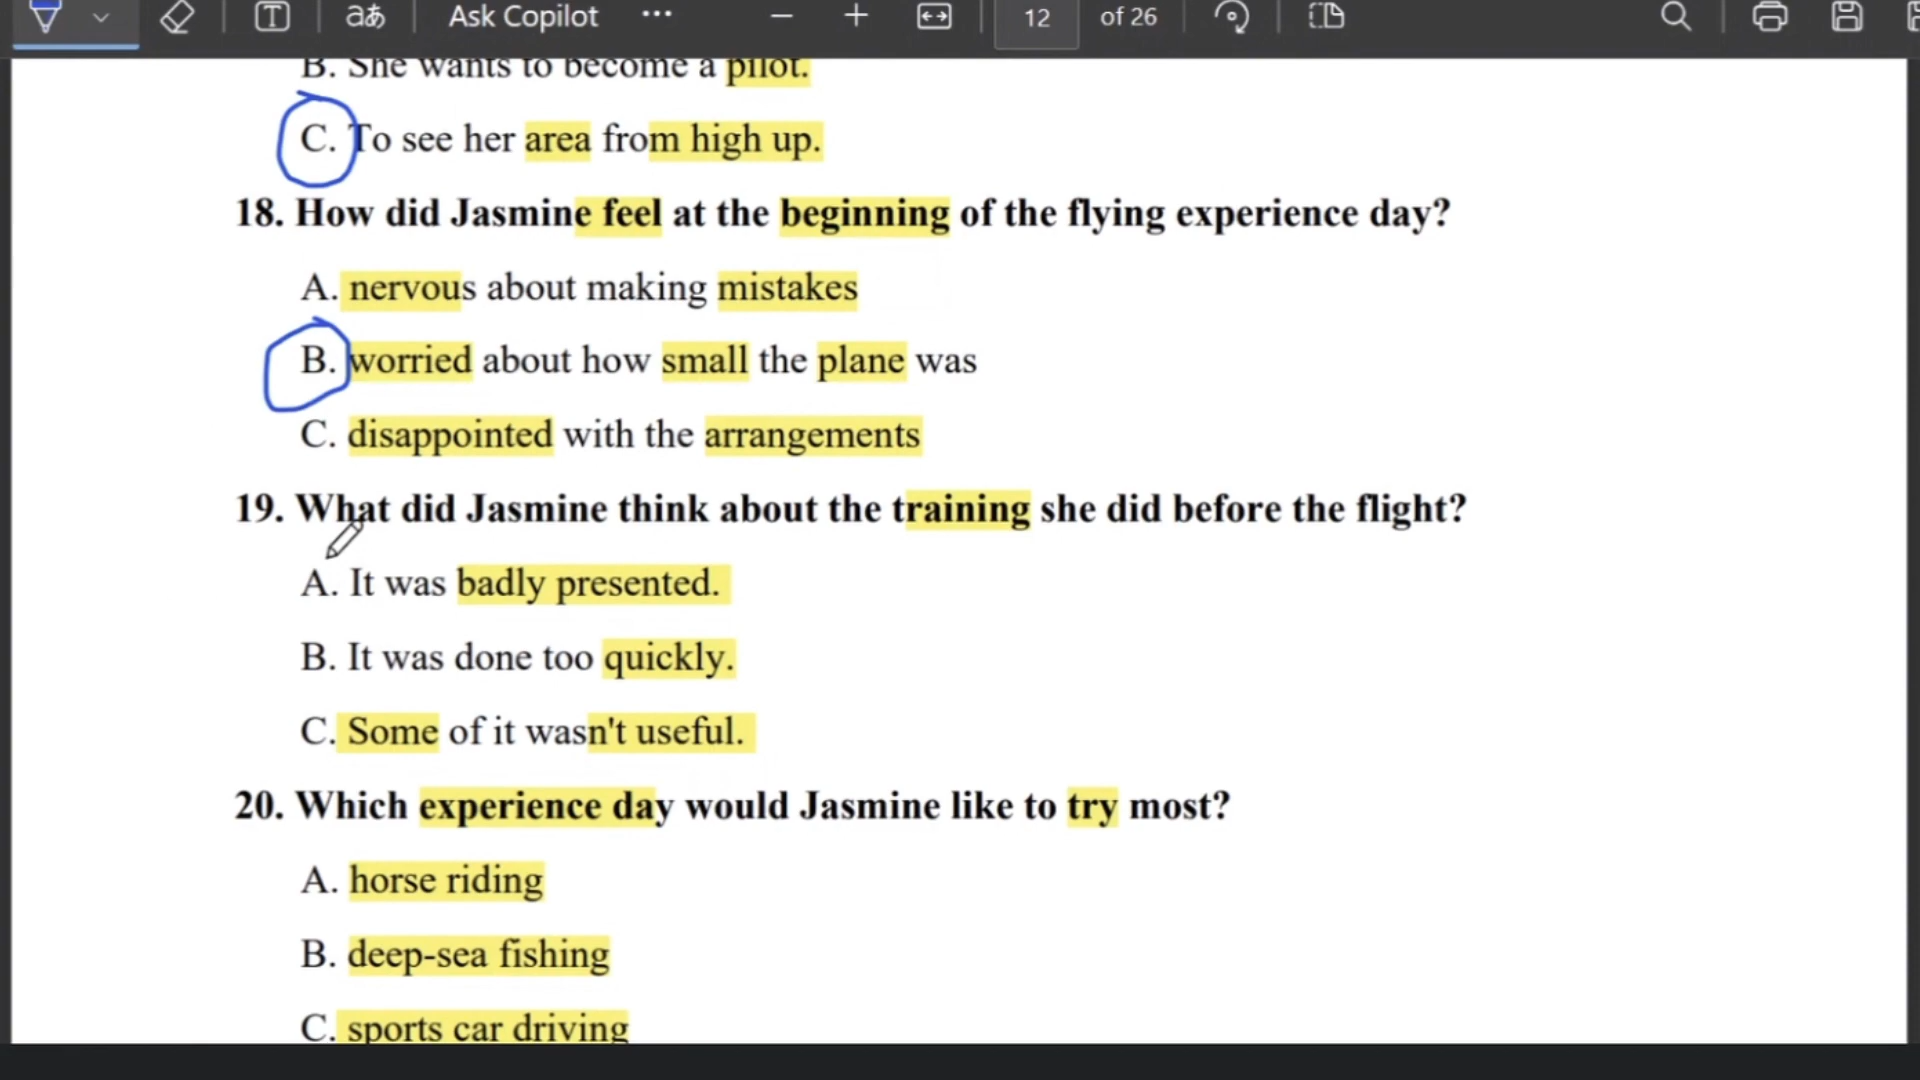 T aあ Ask Copilot ... 12 of 26
B. She wants to become a pilot.
C. To see her area from high up.
18. How did Jasmine feel at the beginning of the flying experience day?
A. nervous about making mistakes
B. worried about how small the plane was
C. disappointed with the arrangements
19. What did Jasmine think about the training she did before the flight?
A. It was badly presented.
B. It was done too quickly.
C. Some of it wasn't useful.
20. Which experience day would Jasmine like to try most?
A. horse riding
B. deep-sea fishing
C. sports car driving